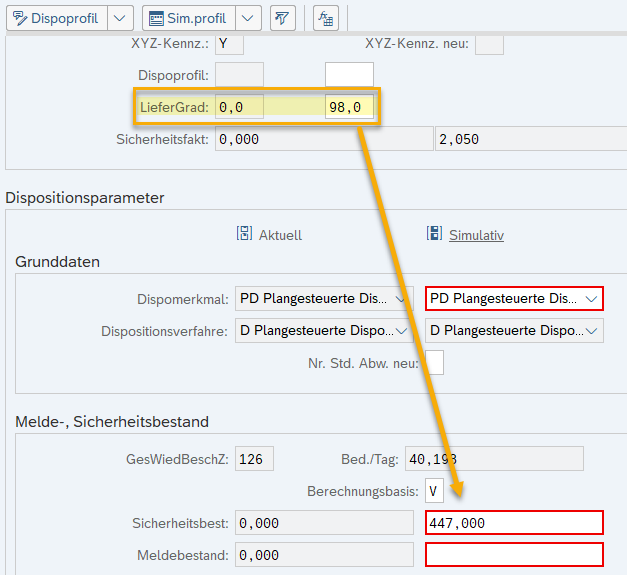 Dispoprofil Sim.profil
XYZ-Kennz.: Y XYZ-Kennz. neu:
Dispoprofil:
LieferGrad: 0,0 98,0
Sicherheitsfakt: 0,000 2,050
Dispositionsparameter
Aktuell Simulativ
Grunddaten
Dispomerkmal: PD Plangesteuerte Dis... PD Plangesteuerte Dis...
Dispositionsverfahre: D Plangesteuerte Dispo... D Plangesteuerte Dispo...
Nr. Std. Abw. neu:
Melde-, Sicherheitsbestand
GesWiedBeschZ: 126 Bed./Tag: 40,198
Berechnungsbasis: V
Sicherheitsbest: 0,000 447,000
Meldebestand: 0,000